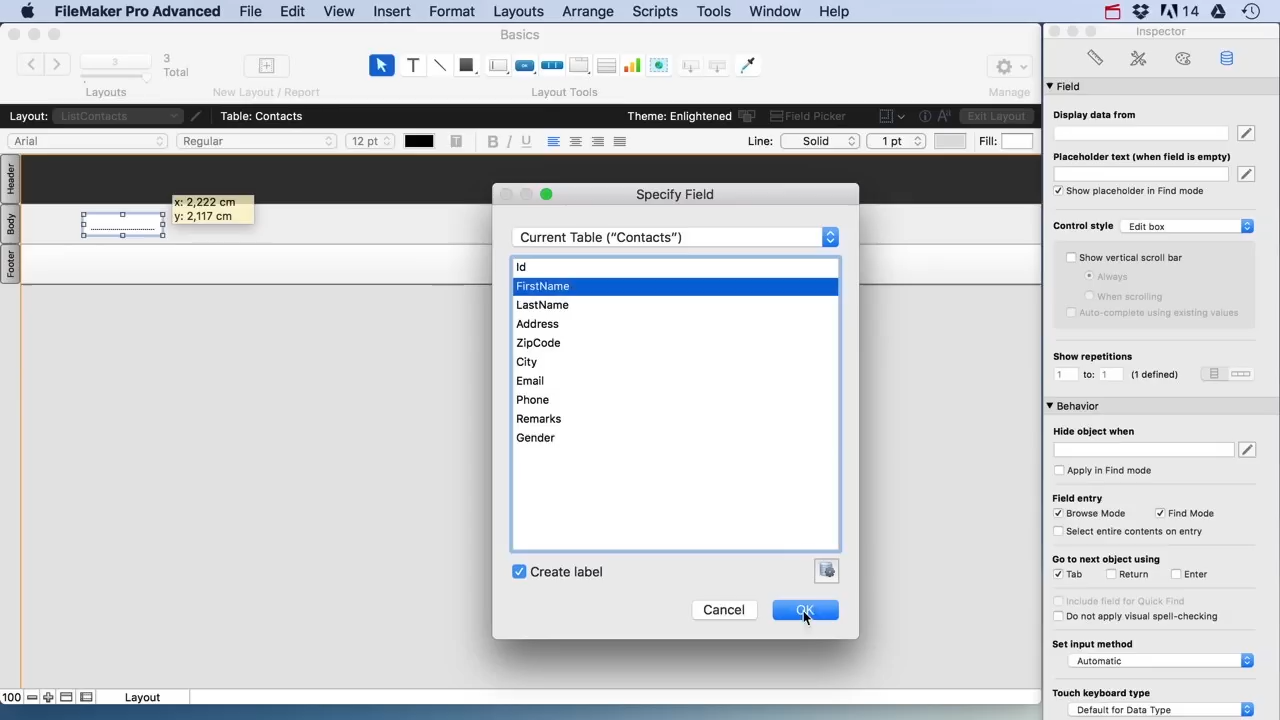 FileMaker Pro Advanced File Edit View Insert Format Layouts Arrange Scripts Tools Window Help 14
Basics
Inspector
3
3
Total
Layouts
New Layout / Report
Layout Tools
Manage
Layout: ListContacts
Table: Contacts
Theme: Enlightened
Field Picker
Exit Layout
Arial
Regular
12 pt
B I U
Line:
Solid
1 pt
Fill:
Header
Body
Footer
x: 2,222 cm
y: 2,117 cm
Specify Field
Current Table (“Contacts”)
Id
FirstName
LastName
Address
ZipCode
City
Email
Phone
Remarks
Gender
Create label
Cancel
OK
Field
Display data from
Placeholder text (when field is empty)
Show placeholder in Find mode
Control style Edit box
Show vertical scroll bar
Always
When scrolling
Auto-complete using existing values
Show repetitions
1 to: 1 (1 defined)
Behavior
Hide object when
Apply in Find mode
Field entry
Browse Mode Find Mode
Select entire contents on entry
Go to next object using
Tab Return Enter
Include field for Quick Find
Do not apply visual spell-checking
Set input method
Automatic
Touch keyboard type
Default for Data Type
100
Layout